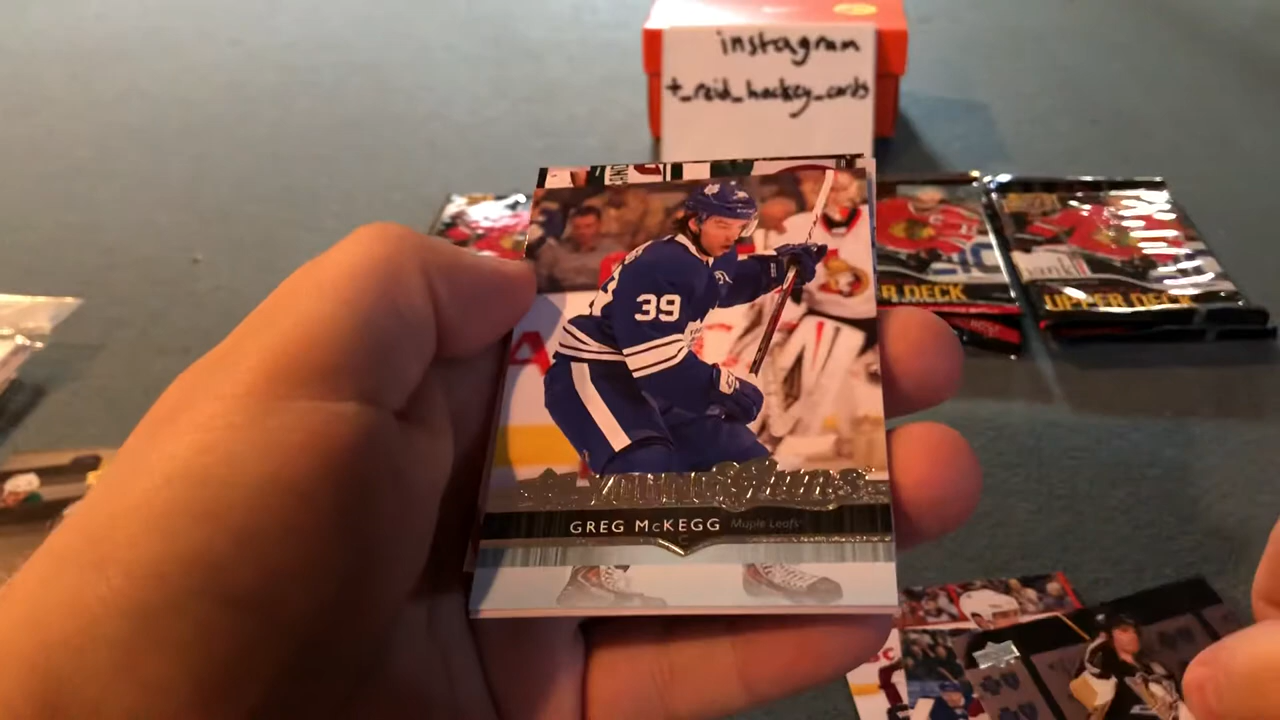 instagram
t_reid_hockey_cards
39
YOUNG GUNS
GREG McKEGG Maple Leafs
C
R DECK
UPPER DECK